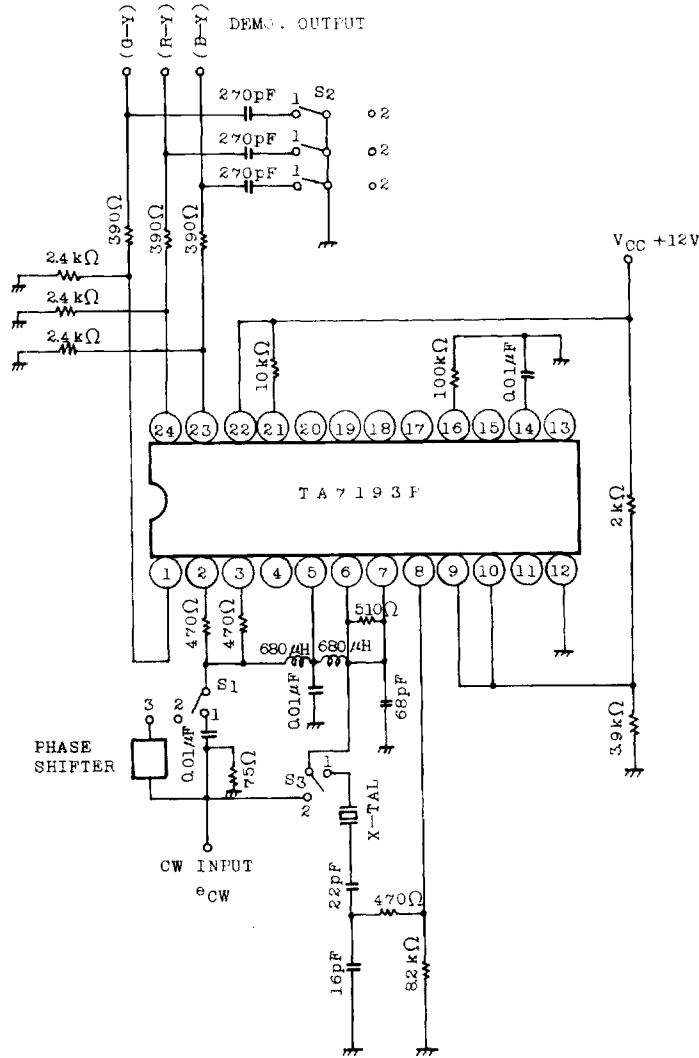 (G-Y) (R-Y) (B-Y) DEMO. OUTPUT
270pF 1 S2 2
270pF 1 2
270pF 1 2
390Ω 390Ω 390Ω
2.4kΩ
2.4kΩ
2.4kΩ
VCC +12V
10kΩ 100kΩ 0.01μF
24 23 22 21 20 19 18 17 16 15 14 13
TA7193P
2kΩ
1 2 3 4 5 6 7 8 9 10 11 12
470Ω 470Ω 510Ω
680μH 680μH
0.01μF 68pF
S1
3 2 1
PHASE
SHIFTER
0.01μF 75Ω
3.9kΩ
S3 1
2
X-TAL
CW INPUT
eCW
22pF 470Ω
16pF 8.2kΩ